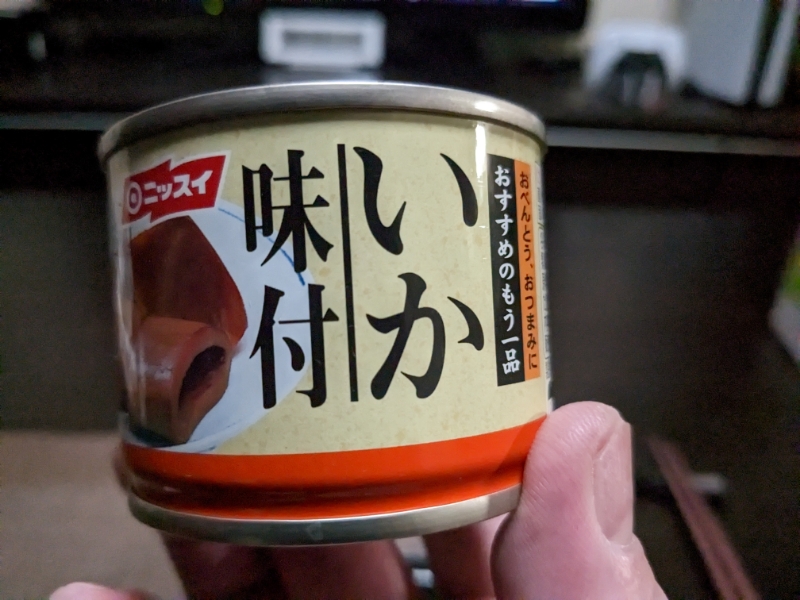 おべんとう、おつまみに
おすすめのもう一品
いか
味付
ニッスイ